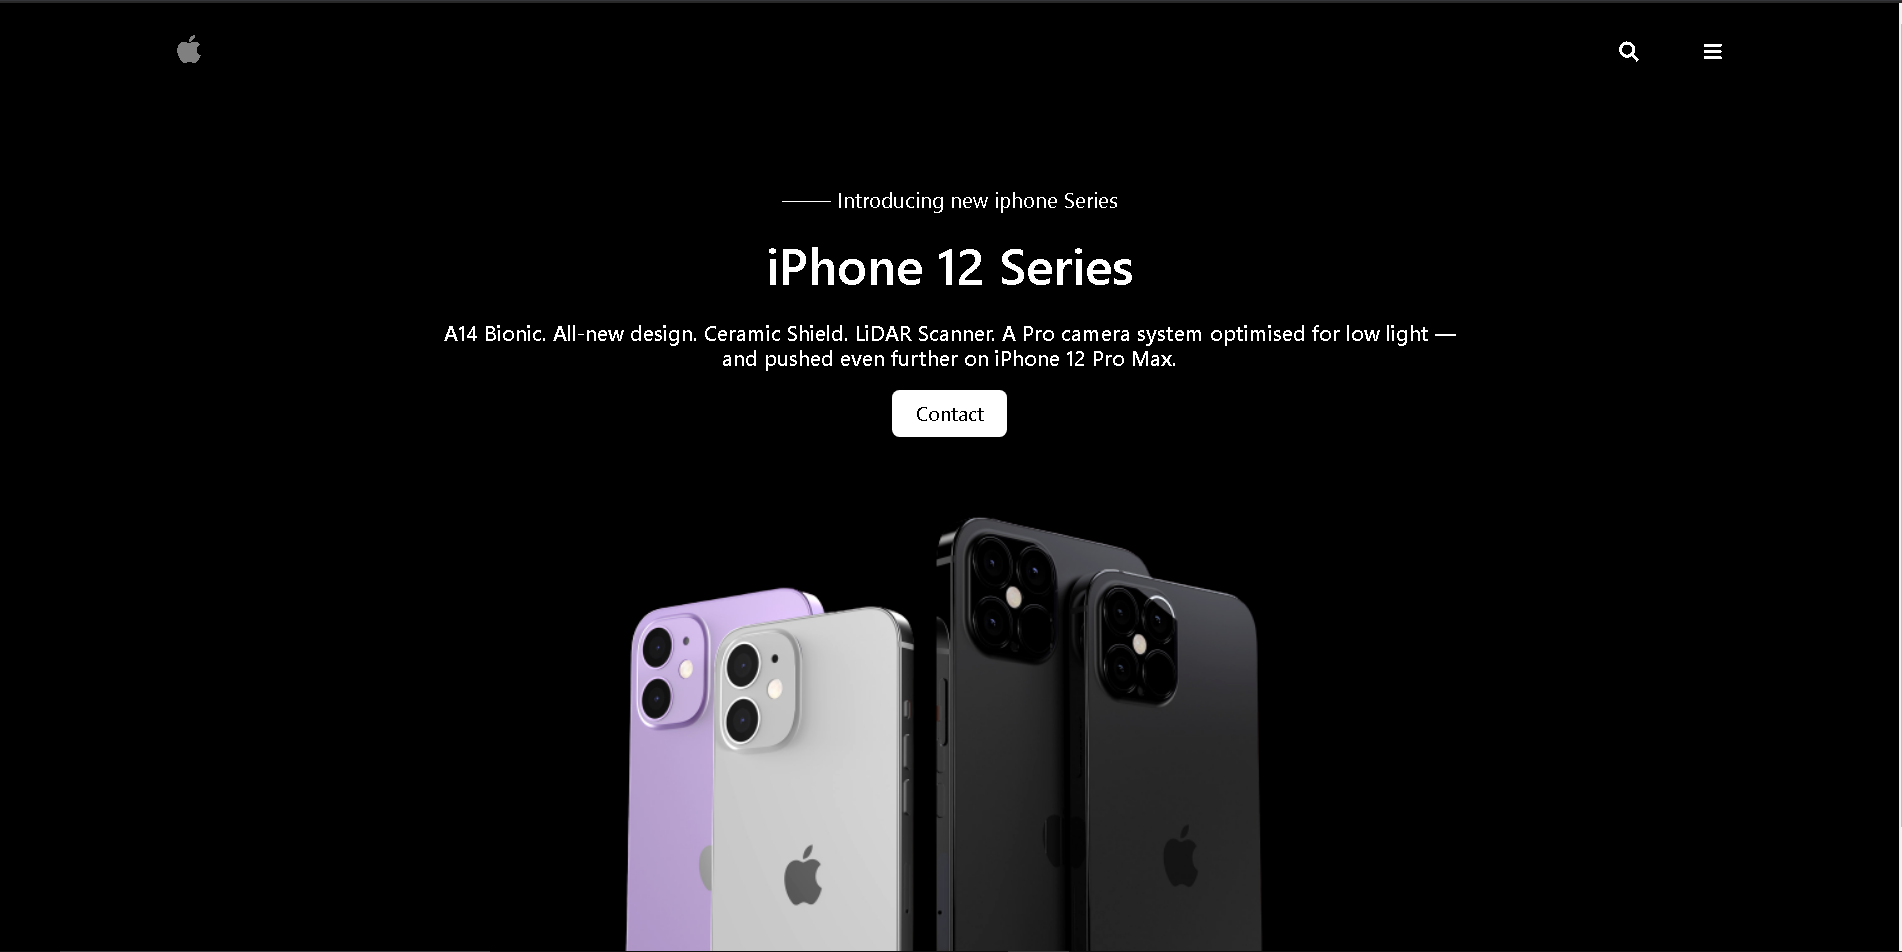 Introducing new iphone Series
iPhone 12 Series
A14 Bionic. All-new design. Ceramic Shield. LiDAR Scanner. A Pro camera system optimised for low light —
and pushed even further on iPhone 12 Pro Max.
Contact